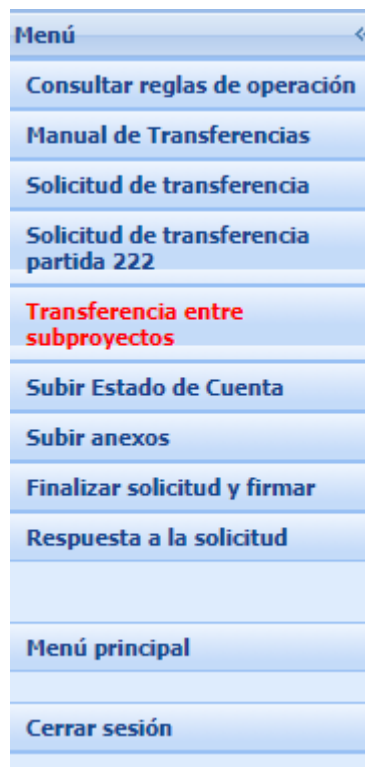 Menú
Consultar reglas de operación
Manual de Transferencias
Solicitud de transferencia
Solicitud de transferencia
partida 222
Transferencia entre
subproyectos
Subir Estado de Cuenta
Subir anexos
Finalizar solicitud y firmar
Respuesta a la solicitud
Menú principal
Cerrar sesión